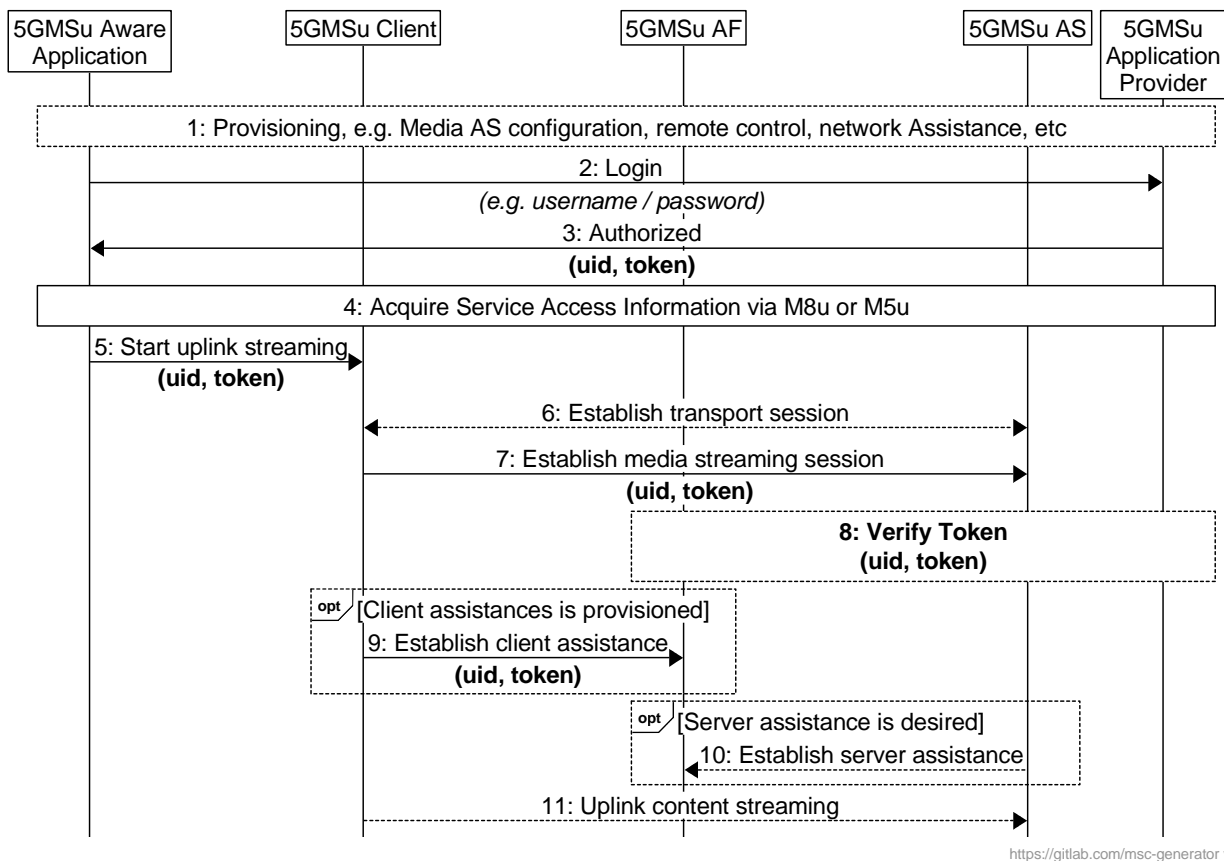 5GMSu Aware
Application
5GMSu Client
5GMSu AF
5GMSu AS
5GMSu
Application
Provider
1: Provisioning, e.g. Media AS configuration, remote control, network Assistance, etc
2: Login
(e.g. username / password)
3: Authorized
(uid, token)
4: Acquire Service Access Information via M8u or M5u
5: Start uplink streaming
(uid, token)
6: Establish transport session
7: Establish media streaming session
(uid, token)
8: Verify Token
(uid, token)
opt
[Client assistances is provisioned]
9: Establish client assistance
(uid, token)
opt
[Server assistance is desired]
10: Establish server assistance
11: Uplink content streaming
https://gitlab.com/msc-generator